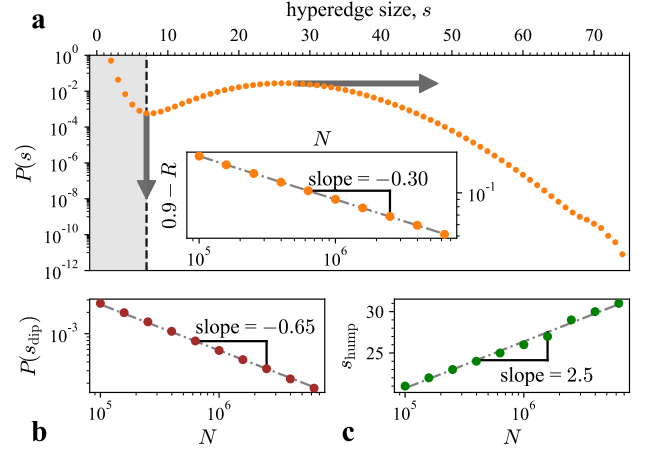 hyperedge size, s
a
0 10 20 30 40 50 60 70
10^0
10^-2
10^-4
10^-6
10^-8
10^-10
10^-12
P(s)
N
0.9 − R
slope = −0.30
10^-1
10^5 10^6
P(s_dip)
10^-3
slope = −0.65
10^5 10^6
b
N
s_hump
30
25
slope = 2.5
10^5 10^6
c
N